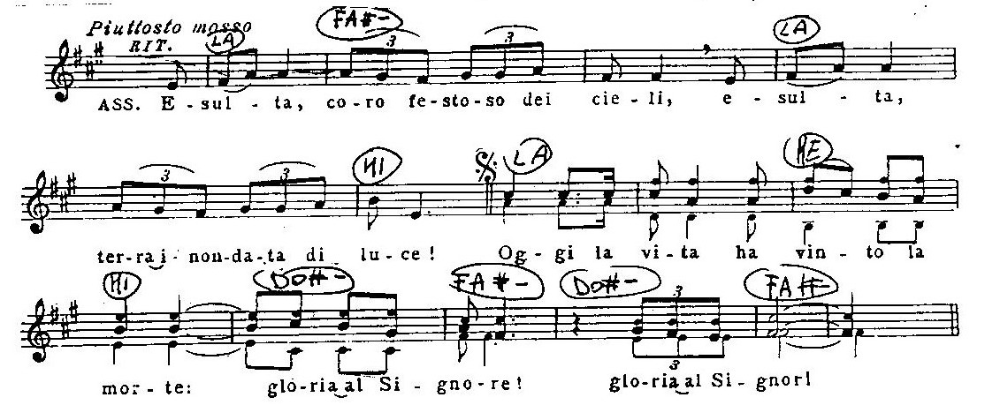 Piuttosto mosso
RIT. LA FA#- LA
3 3
ASS. E - sul - ta, co - ro fe - sto - so dei cie - li, e - sul - ta,
MI LA RE
3 3
ter - ra i - non - da - ta di lu - ce! Og - gi la vi - ta ha vin - to la
MI DO#- FA#- DO#- FA#-
3
3
mor - te: glo - ria al Si - gno - re! glo - ria al Si - gnor!